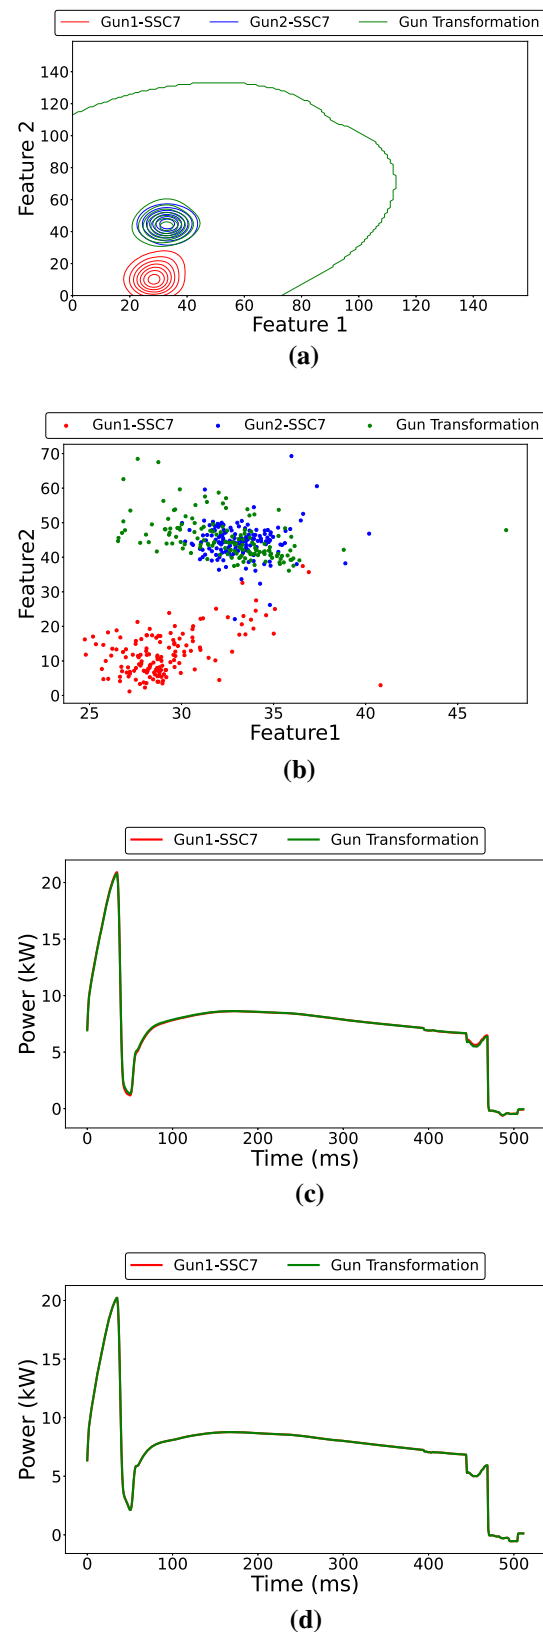 Gun1-SSC7 Gun2-SSC7 Gun Transformation
140
120
100
80
60
40
20
0
Feature 2
0 20 40 60 80 100 120 140
Feature 1
(a)
Gun1-SSC7 Gun2-SSC7 Gun Transformation
70
60
50
40
30
20
10
0
Feature2
25 30 35 40 45
Feature1
(b)
Gun1-SSC7 Gun Transformation
20
15
10
5
0
Power (kW)
0 100 200 300 400 500
Time (ms)
(c)
Gun1-SSC7 Gun Transformation
20
15
10
5
0
Power (kW)
0 100 200 300 400 500
Time (ms)
(d)